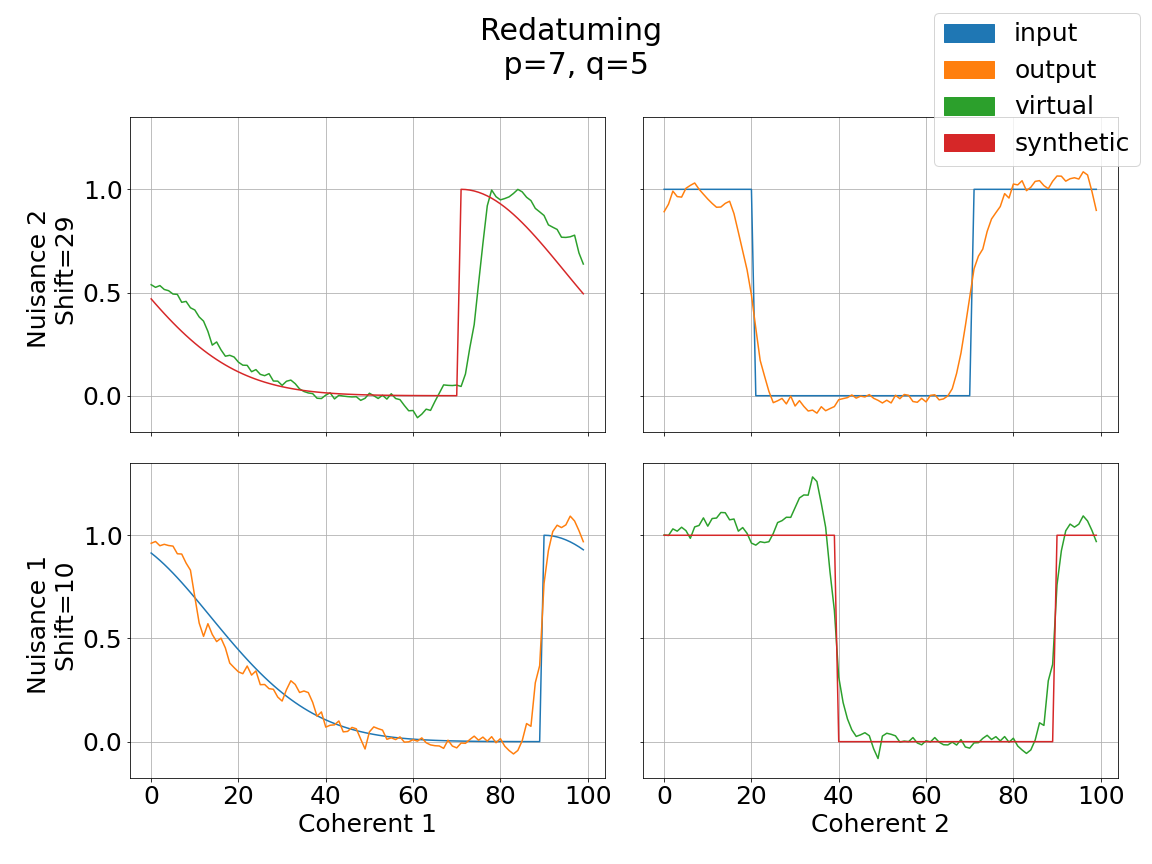 Redatuming
p=7, q=5
input
output
virtual
synthetic
Nuisance 2
Shift=29
1.0
0.5
0.0
Nuisance 1
Shift=10
1.0
0.5
0.0
0 20 40 60 80 100
Coherent 1
0 20 40 60 80 100
Coherent 2